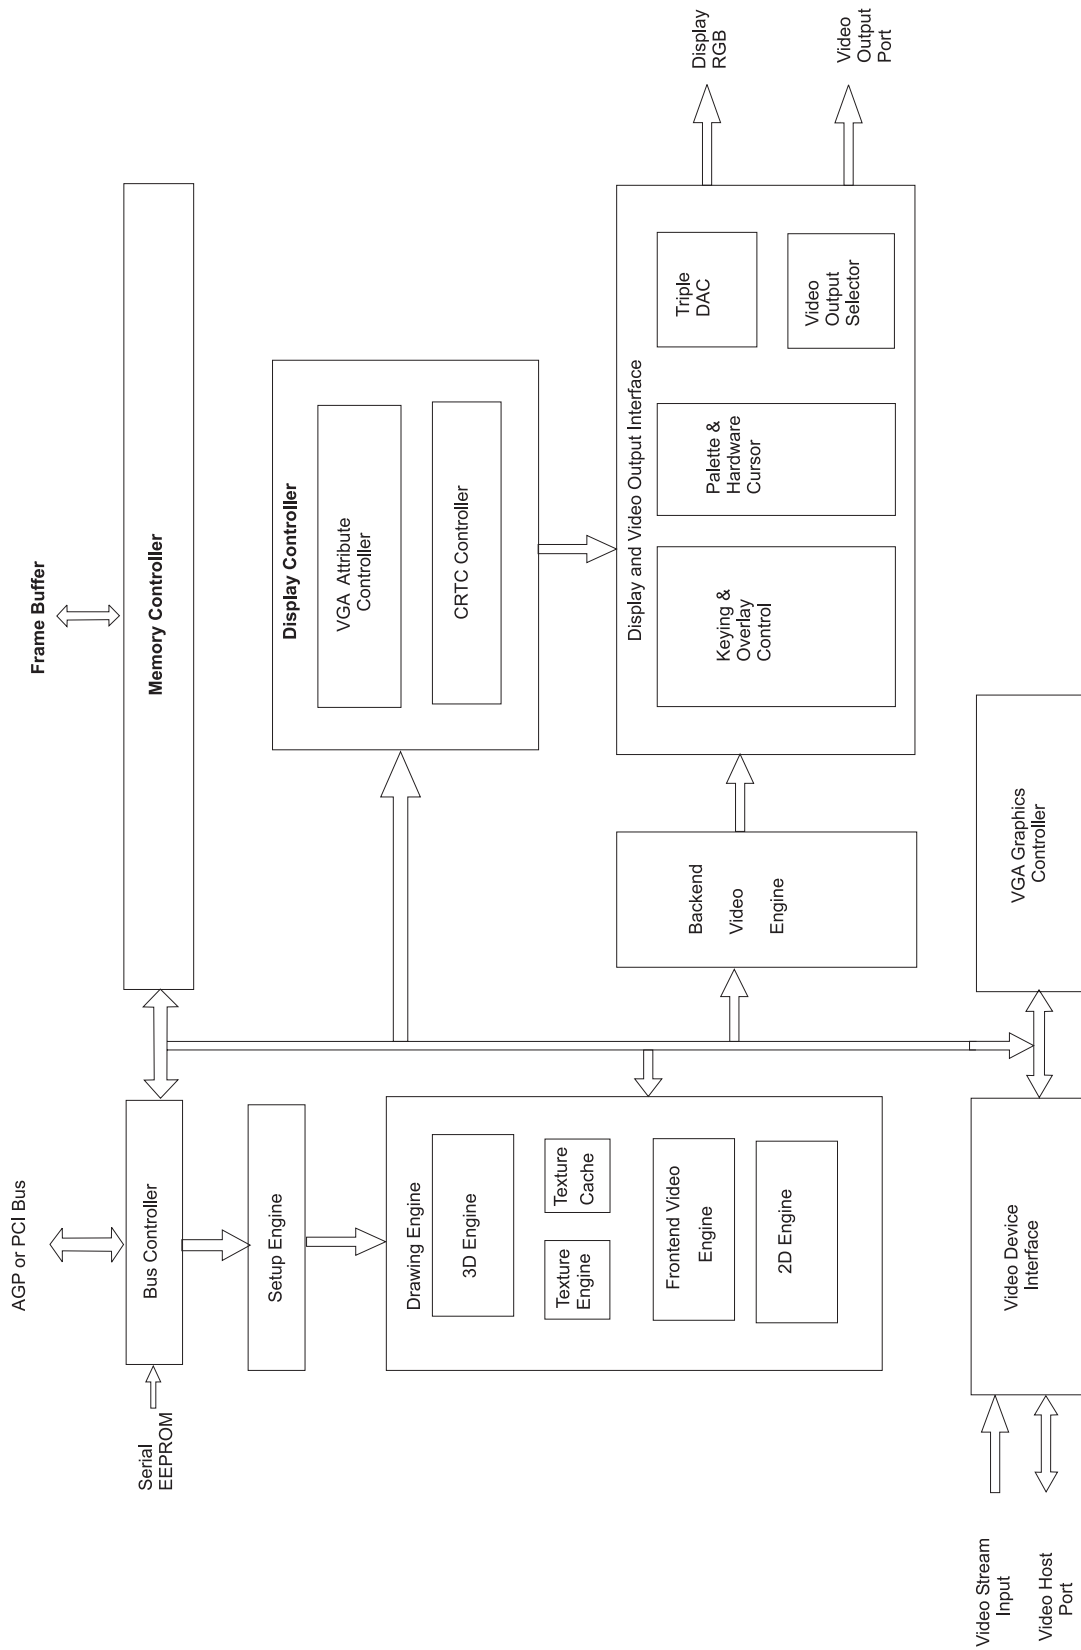 AGP or PCI Bus
Frame Buffer
Serial
EEPROM
Bus Controller
Memory Controller
Setup Engine
Display Controller
VGA Attribute
Controller
CRTC Controller
Drawing Engine
3D Engine
Texture
Engine
Texture
Cache
Frontend Video
Engine
2D Engine
Backend
Video
Engine
Display and Video Output Interface
Keying &
Overlay
Control
Palette &
Hardware
Cursor
Triple
DAC
Video
Output
Selector
Display
RGB
Video
Output
Port
Video Stream
Input
Video Host
Port
Video Device
Interface
VGA Graphics
Controller